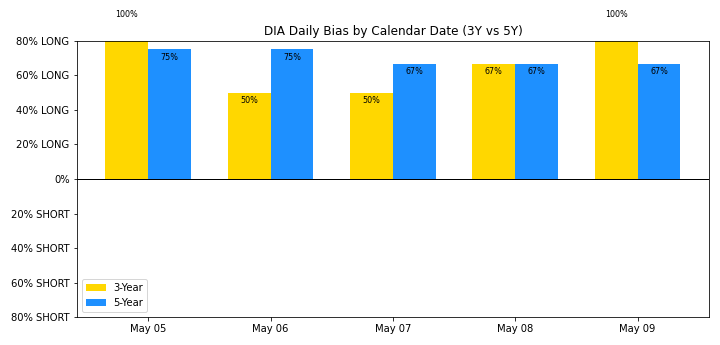 100%
100%
DIA Daily Bias by Calendar Date (3Y vs 5Y)
80% LONG
60% LONG
40% LONG
20% LONG
0%
20% SHORT
40% SHORT
60% SHORT
80% SHORT
75%
75%
50%
50%
67%
67%
67%
67%
3-Year
5-Year
May 05
May 06
May 07
May 08
May 09